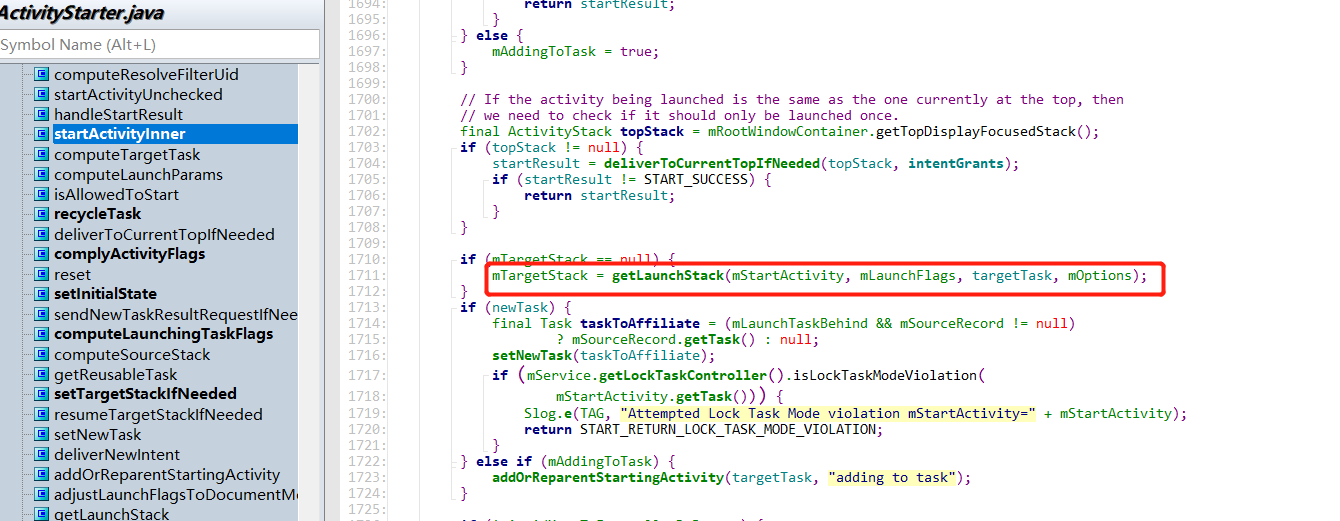 ActivityStarter.java
Symbol Name (Alt+L)
computeResolveFilterUid
startActivityUnchecked
handleStartResult
startActivityInner
computeTargetTask
computeLaunchParams
isAllowedToStart
recycleTask
deliverToCurrentTopIfNeeded
complyActivityFlags
reset
setInitialState
sendNewTaskResultRequestIfNee
computeLaunchingTaskFlags
computeSourceStack
getReusableTask
setTargetStackIfNeeded
resumeTargetStackIfNeeded
setNewTask
deliverNewIntent
addOrReparentStartingActivity
adjustLaunchFlagsToDocumentMo
getLaunchStack
1694: return startResult;
1695: }
1696: } else {
1697: mAddingToTask = true;
1698: }
1699:
1700: // If the activity being launched is the same as the one currently at the top, then
1701: // we need to check if it should only be launched once.
1702: final ActivityStack topStack = mRootWindowContainer.getTopDisplayFocusedStack();
1703: if (topStack != null) {
1704: startResult = deliverToCurrentTopIfNeeded(topStack, intentGrants);
1705: if (startResult != START_SUCCESS) {
1706: return startResult;
1707: }
1708: }
1709:
1710: if (mTargetStack == null) {
1711: mTargetStack = getLaunchStack(mStartActivity, mLaunchFlags, targetTask, mOptions);
1712: }
1713: if (newTask) {
1714: final Task taskToAffiliate = (mLaunchTaskBehind && mSourceRecord != null)
1715: ? mSourceRecord.getTask() : null;
1716: setNewTask(taskToAffiliate);
1717: if (mService.getLockTaskController().isLockTaskModeViolation(
1718: mStartActivity.getTask())) {
1719: Slog.e(TAG, "Attempted Lock Task Mode violation mStartActivity=" + mStartActivity);
1720: return START_RETURN_LOCK_TASK_MODE_VIOLATION;
1721: }
1722: } else if (mAddingToTask) {
1723: addOrReparentStartingActivity(targetTask, "adding to task");
1724: }
1725: